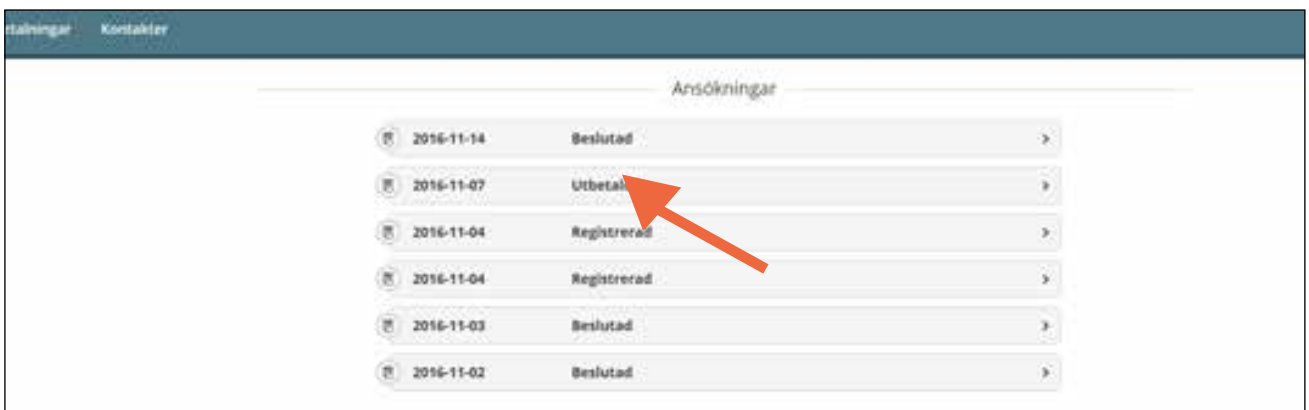 Kontakter
Ansökningar
2016-11-14 Beslutad
2016-11-07
2016-11-04 Registrerad
2016-11-04 Registrerad
2016-11-03 Beslutad
2016-11-02 Beslutad